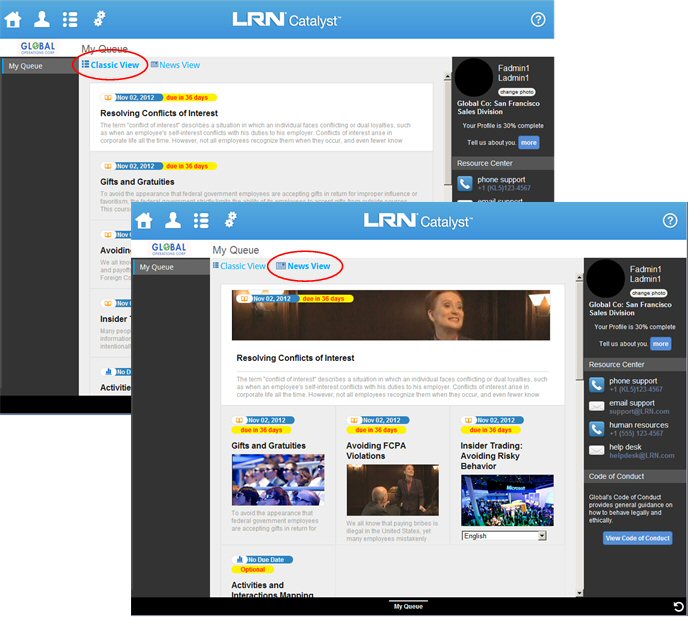 LRN Catalyst™
?
GLOBAL
OPERATIONS CORP
My Queue
My Queue
Classic View
News View
Nov 02, 2012
due in 36 days
Resolving Conflicts of Interest
The term "conflict of interest" describes a situation in which an individual faces conflicting or dual loyalties, such
as when an employee's self-interest conflicts with his duties to his employer. Conflicts of interest arise in
corporate life all the time. However, not all employees recognize them when they occur, and even fewer know
Nov 02, 2012
due in 36 days
Gifts and Gratuities
To avoid the appearance that federal government employees are accepting gifts in return for improper influence or
favoritism, the federal government strictly limits the ability of its employees to accept gifts from outside sources.
This cours
Nov 02, 2012
Avoidin
We all know
and payoff
Foreign C
Nov 02, 2012
Insider T
Many peop
information
intentionall
No Due Dat
Activities
Fadmin1
Ladmin1
change photo
Global Co: San Francisco
Sales Division
Your Profile is 30% complete
Tell us about you.
more
Resource Center
phone support
+1 (KL5)123-4567
email support
LRN Catalyst™
?
GLOBAL
OPERATIONS CORP
My Queue
My Queue
Classic View
News View
Nov 02, 2012
due in 36 days
Resolving Conflicts of Interest
The term "conflict of interest" describes a situation in which an individual faces conflicting or dual loyalties, such
as when an employee's self-interest conflicts with his duties to his employer. Conflicts of interest arise in
corporate life all the time. However, not all employees recognize them when they occur, and even fewer know
Nov 02, 2012
due in 36 days
Gifts and Gratuities
To avoid the appearance that
federal government employees
are accepting gifts in return for
Nov 02, 2012
due in 36 days
Avoiding FCPA
Violations
We all know that paying bribes is
illegal in the United States, yet
many employees mistakenly
Nov 02, 2012
due in 36 days
Insider Trading:
Avoiding Risky
Behavior
Microsoft
English
No Due Date
Optional
Activities and
Interactions Mapping
Fadmin1
Ladmin1
change photo
Global Co: San Francisco
Sales Division
Your Profile is 30% complete
Tell us about you.
more
Resource Center
phone support
+1 (KL5)123-4567
email support
support@LRN.com
human resources
+1 (555) 123-4567
help desk
helpdesk@LRN.com
Code of Conduct
Global's Code of Conduct
provides general guidance on
how to behave legally and
ethically.
View Code of Conduct
My Queue